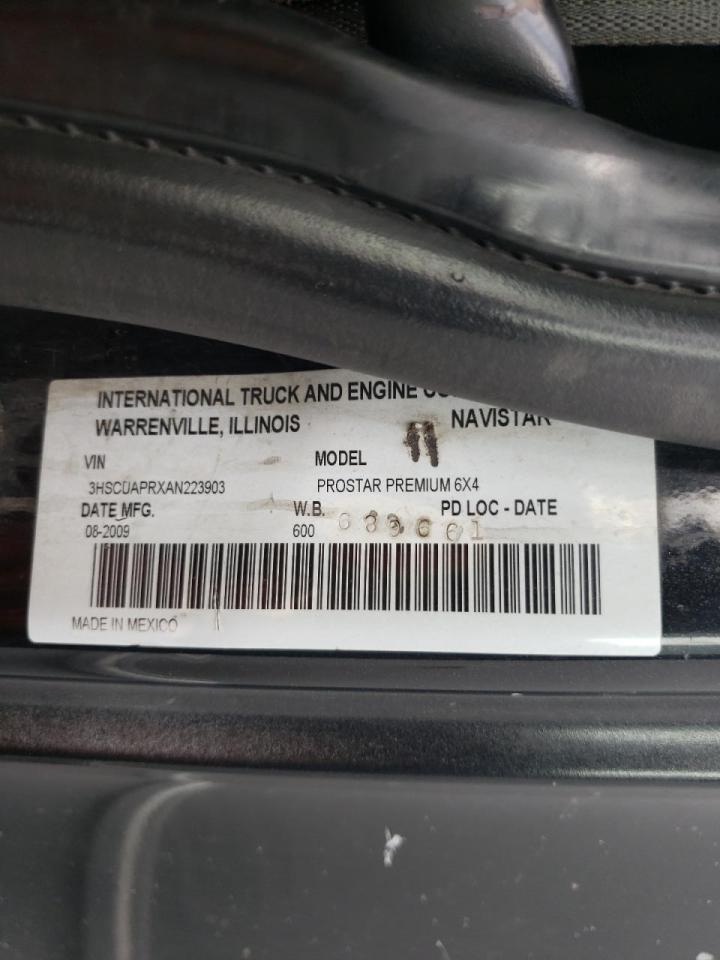 INTERNATIONAL TRUCK AND ENGINE
WARRENVILLE, ILLINOIS NAVISTAR
VIN MODEL
3HSCUAPRXAN223903 PROSTAR PREMIUM 6X4
DATE MFG. W.B. PD LOC - DATE
08-2009 600
MADE IN MEXICO